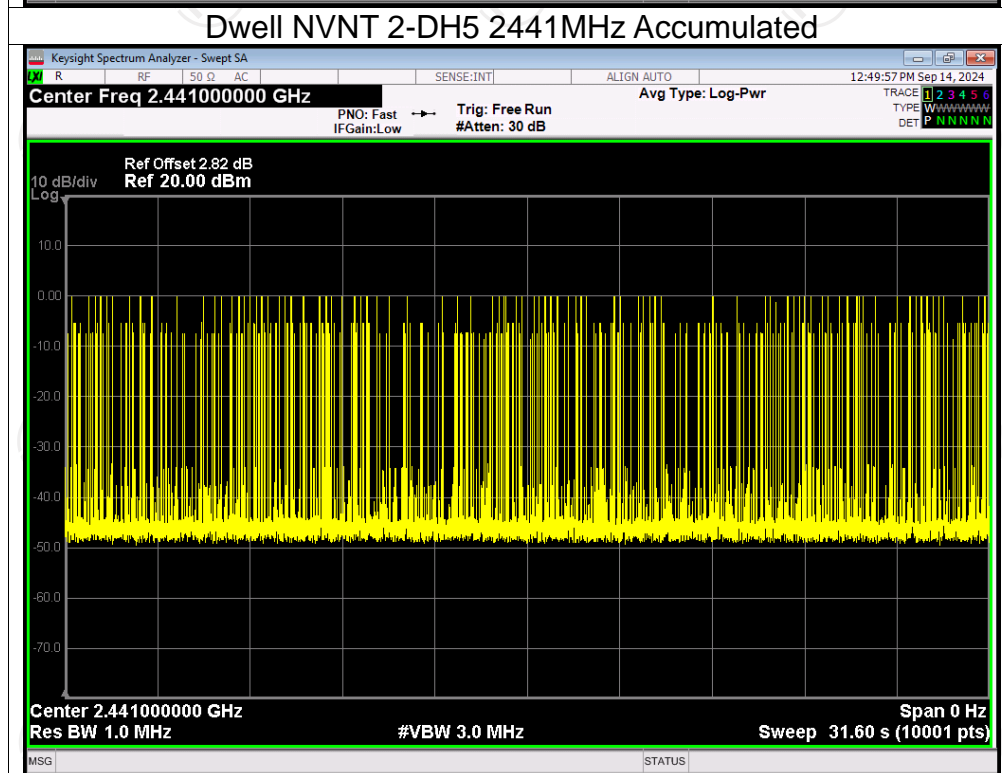 Dwell NVNT 2-DH5 2441MHz Accumulated
Keysight Spectrum Analyzer - Swept SA
LXI R RF 50 Ω AC SENSE:INT ALIGN AUTO 12:49:57 PM Sep 14, 2024
Center Freq 2.441000000 GHz
PNO: Fast
IFGain:Low
Trig: Free Run
#Atten: 30 dB
Avg Type: Log-Pwr
TRACE 1 2 3 4 5 6
TYPE W W W W W W
DET P N N N N N
Ref Offset 2.82 dB
10 dB/div Ref 20.00 dBm
Log
10.0
0.00
-10.0
-20.0
-30.0
-40.0
-50.0
-60.0
-70.0
Center 2.441000000 GHz Span 0 Hz
Res BW 1.0 MHz #VBW 3.0 MHz Sweep 31.60 s (10001 pts)
MSG STATUS